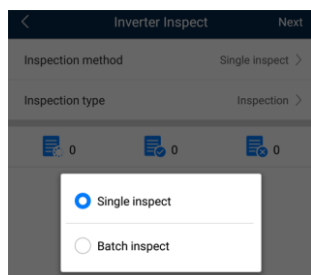 Inverter Inspect Next
Inspection method Single inspect
Inspection type Inspection
0 0 0
Single inspect
Batch inspect